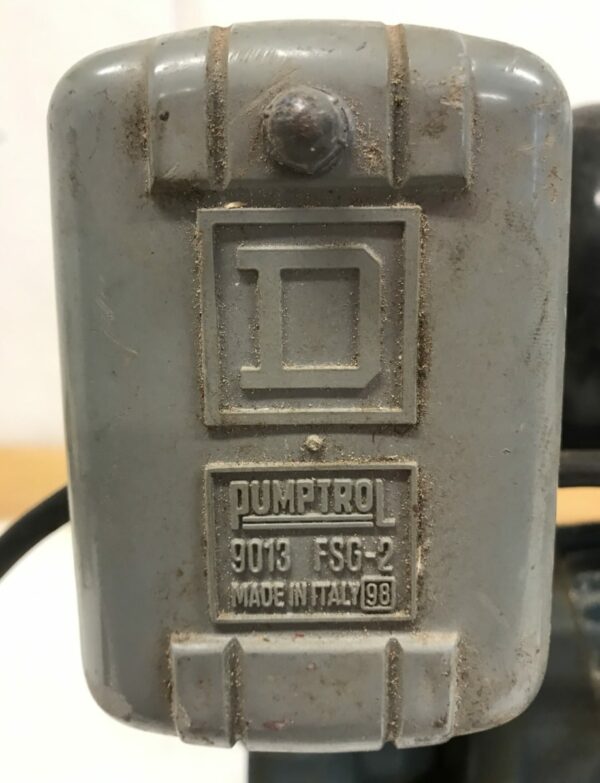 D
PUMPTROL
9013 FSG-2
MADE IN ITALY 98